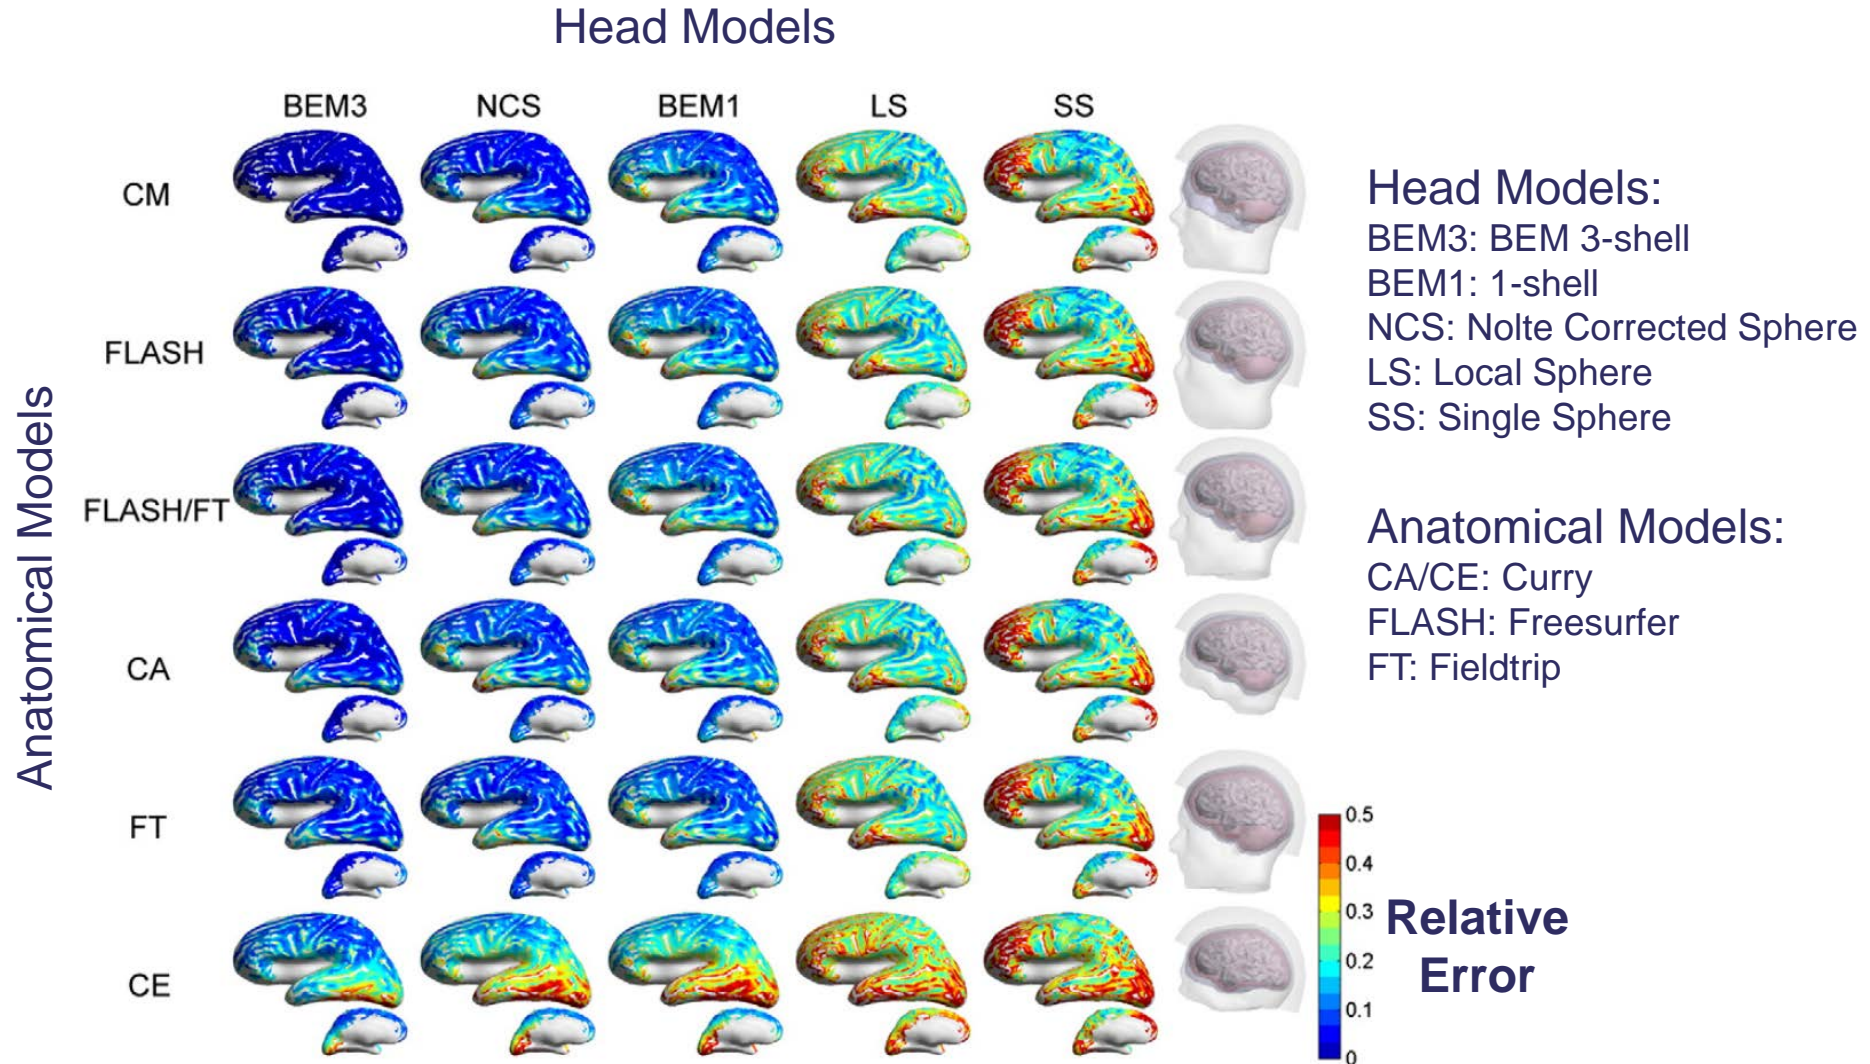 Head Models
BEM3 NCS BEM1 LS SS
CM
FLASH
FLASH/FT
CA
FT
CE
Anatomical Models
Head Models:
BEM3: BEM 3-shell
BEM1: 1-shell
NCS: Nolte Corrected Sphere
LS: Local Sphere
SS: Single Sphere
Anatomical Models:
CA/CE: Curry
FLASH: Freesurfer
FT: Fieldtrip
0.5
0.4
0.3
0.2
0.1
0
Relative
Error